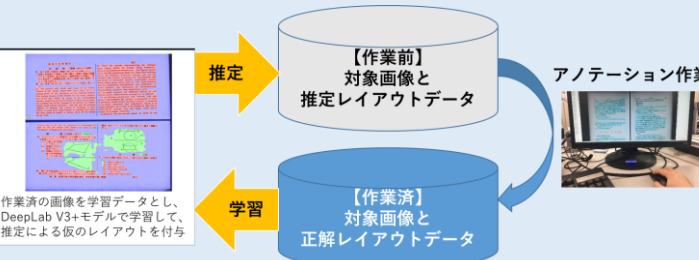 推定
【作業前】
対象画像と
推定レイアウトデータ
アノテーション作業
作業済の画像を学習データとし、
DeepLab V3+モデルで学習して、
推定による仮のレイアウトを付与
学習
【作業済】
対象画像と
正解レイアウトデータ